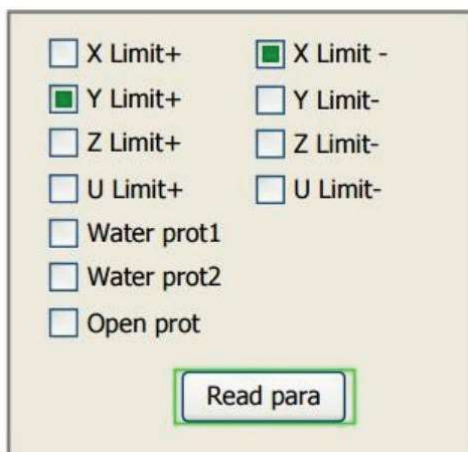 X Limit+ X Limit -
Y Limit+ Y Limit-
Z Limit+ Z Limit-
U Limit+ U Limit-
Water prot1
Water prot2
Open prot
Read para